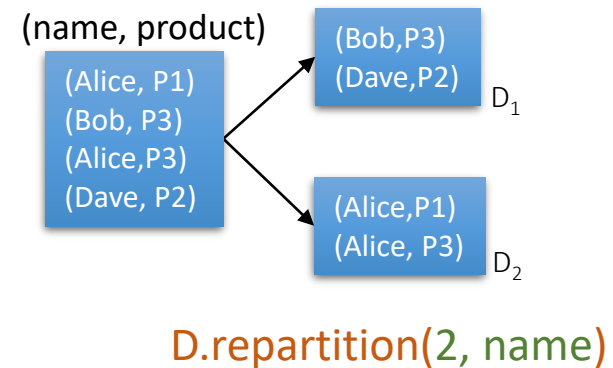 (name, product)
(Alice, P1)
(Bob, P3)
(Alice,P3)
(Dave, P2)
(Bob,P3)
(Dave,P2)
D1
(Alice,P1)
(Alice, P3)
D2
D.repartition(2, name)